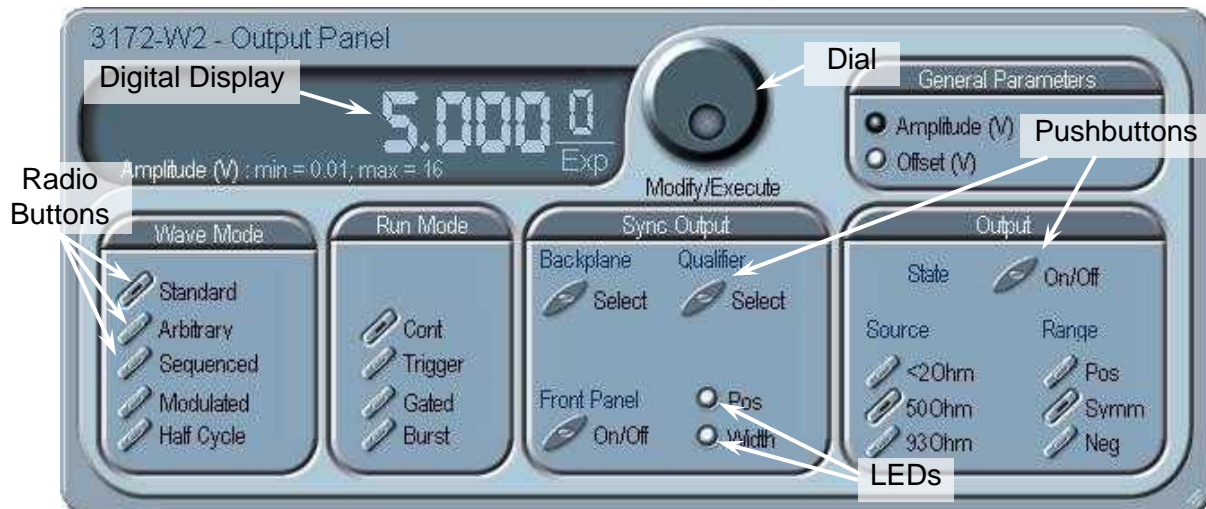 3172-W2 - Output Panel
Digital Display
5.000 0
Exp
Amplitude (V) : min = 0.01; max = 16
Dial
Modify/Execute
General Parameters
Amplitude (V)
Offset (V)
Pushbuttons
Radio
Buttons
Wave Mode
Standard
Arbitrary
Sequenced
Modulated
Half Cycle
Run Mode
Cont
Trigger
Gated
Burst
Sync Output
Backplane
Qualifier
Select
Select
Front Panel
On/Off
Pos
Width
LEDs
Output
State
On/Off
Source
<2Ohm
50Ohm
93Ohm
Range
Pos
Symm
Neg